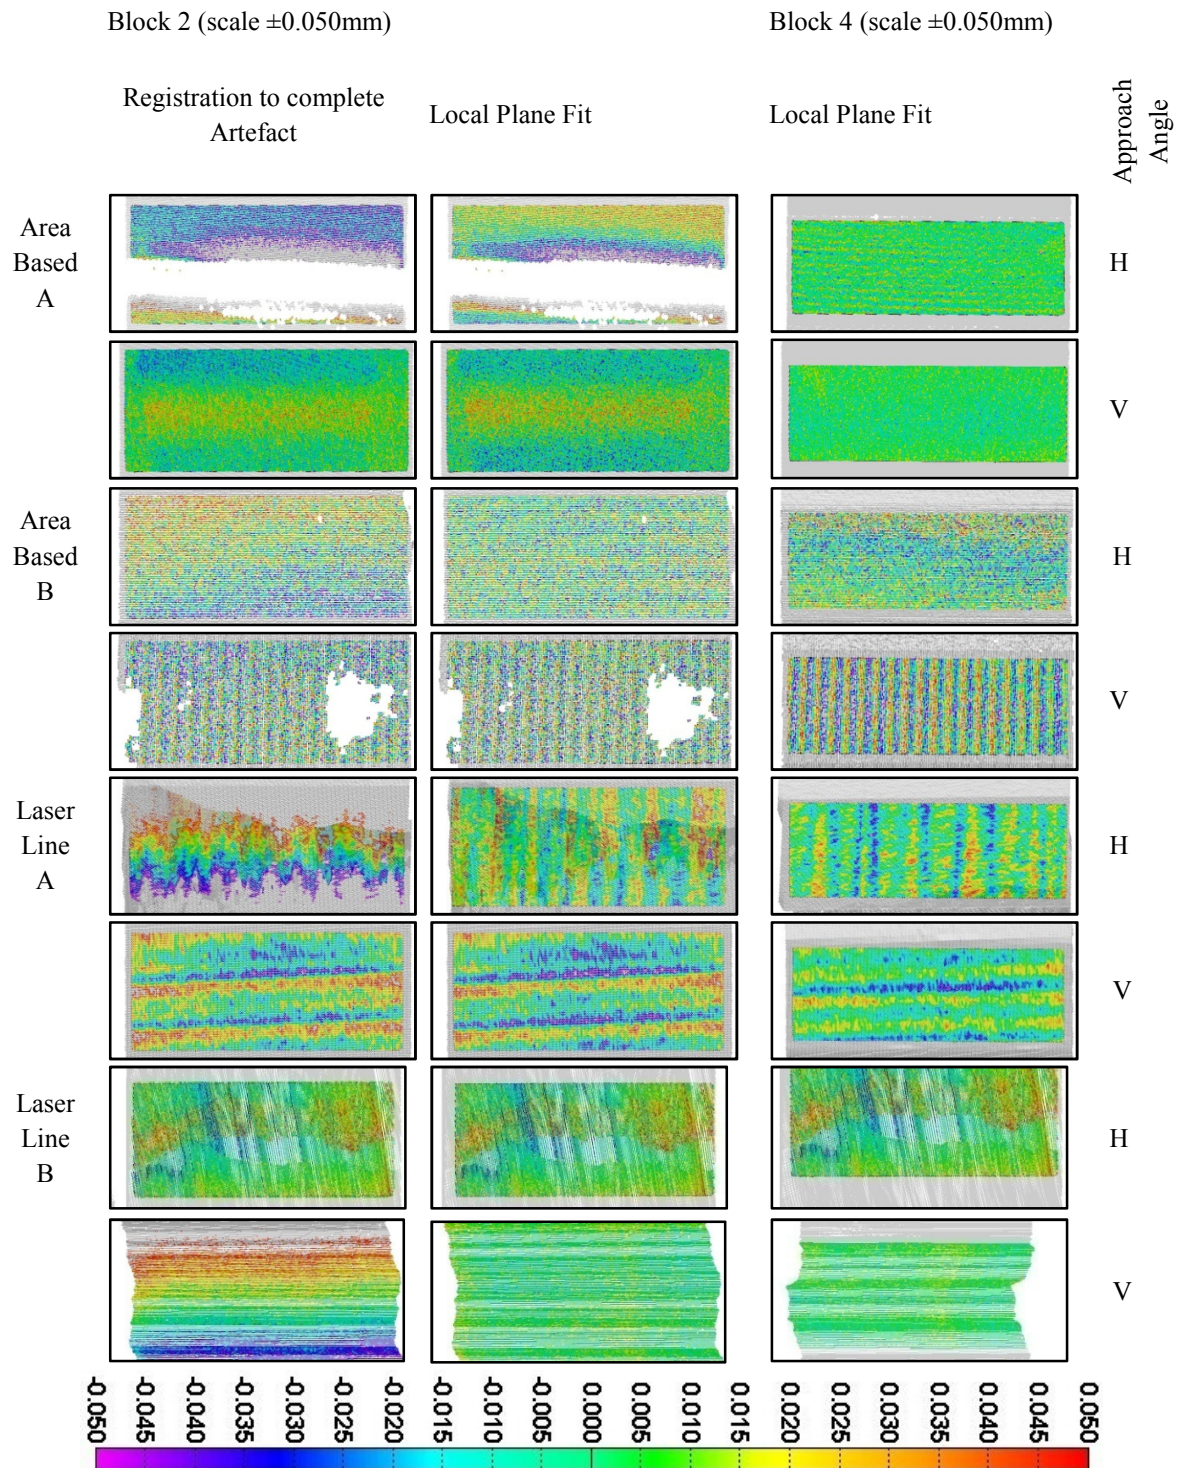 Block 2 (scale ±0.050mm)
Block 4 (scale ±0.050mm)
Registration to complete
Artefact
Local Plane Fit
Local Plane Fit
Approach
Angle
Area
Based
A
H
V
Area
Based
B
H
V
Laser
Line
A
H
V
Laser
Line
B
H
V
-0.050
-0.045
-0.040
-0.035
-0.030
-0.025
-0.020
-0.015
-0.010
-0.005
0.000
0.005
0.010
0.015
0.020
0.025
0.030
0.035
0.040
0.045
0.050